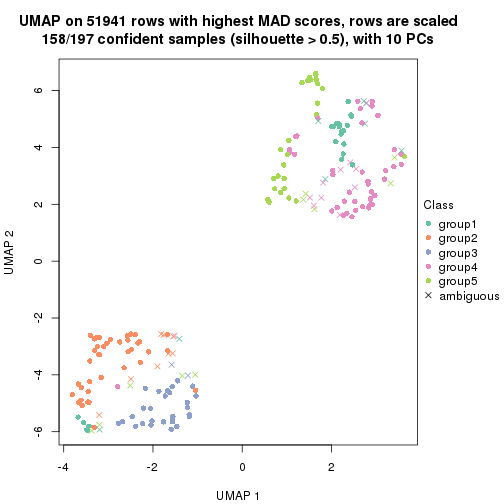 UMAP on 51941 rows with highest MAD scores, rows are scaled
158/197 confident samples (silhouette > 0.5), with 10 PCs
6
4
2
0
-2
-4
-6
UMAP 2
-4
-2
0
2
UMAP 1
Class
group1
group2
group3
group4
group5
ambiguous